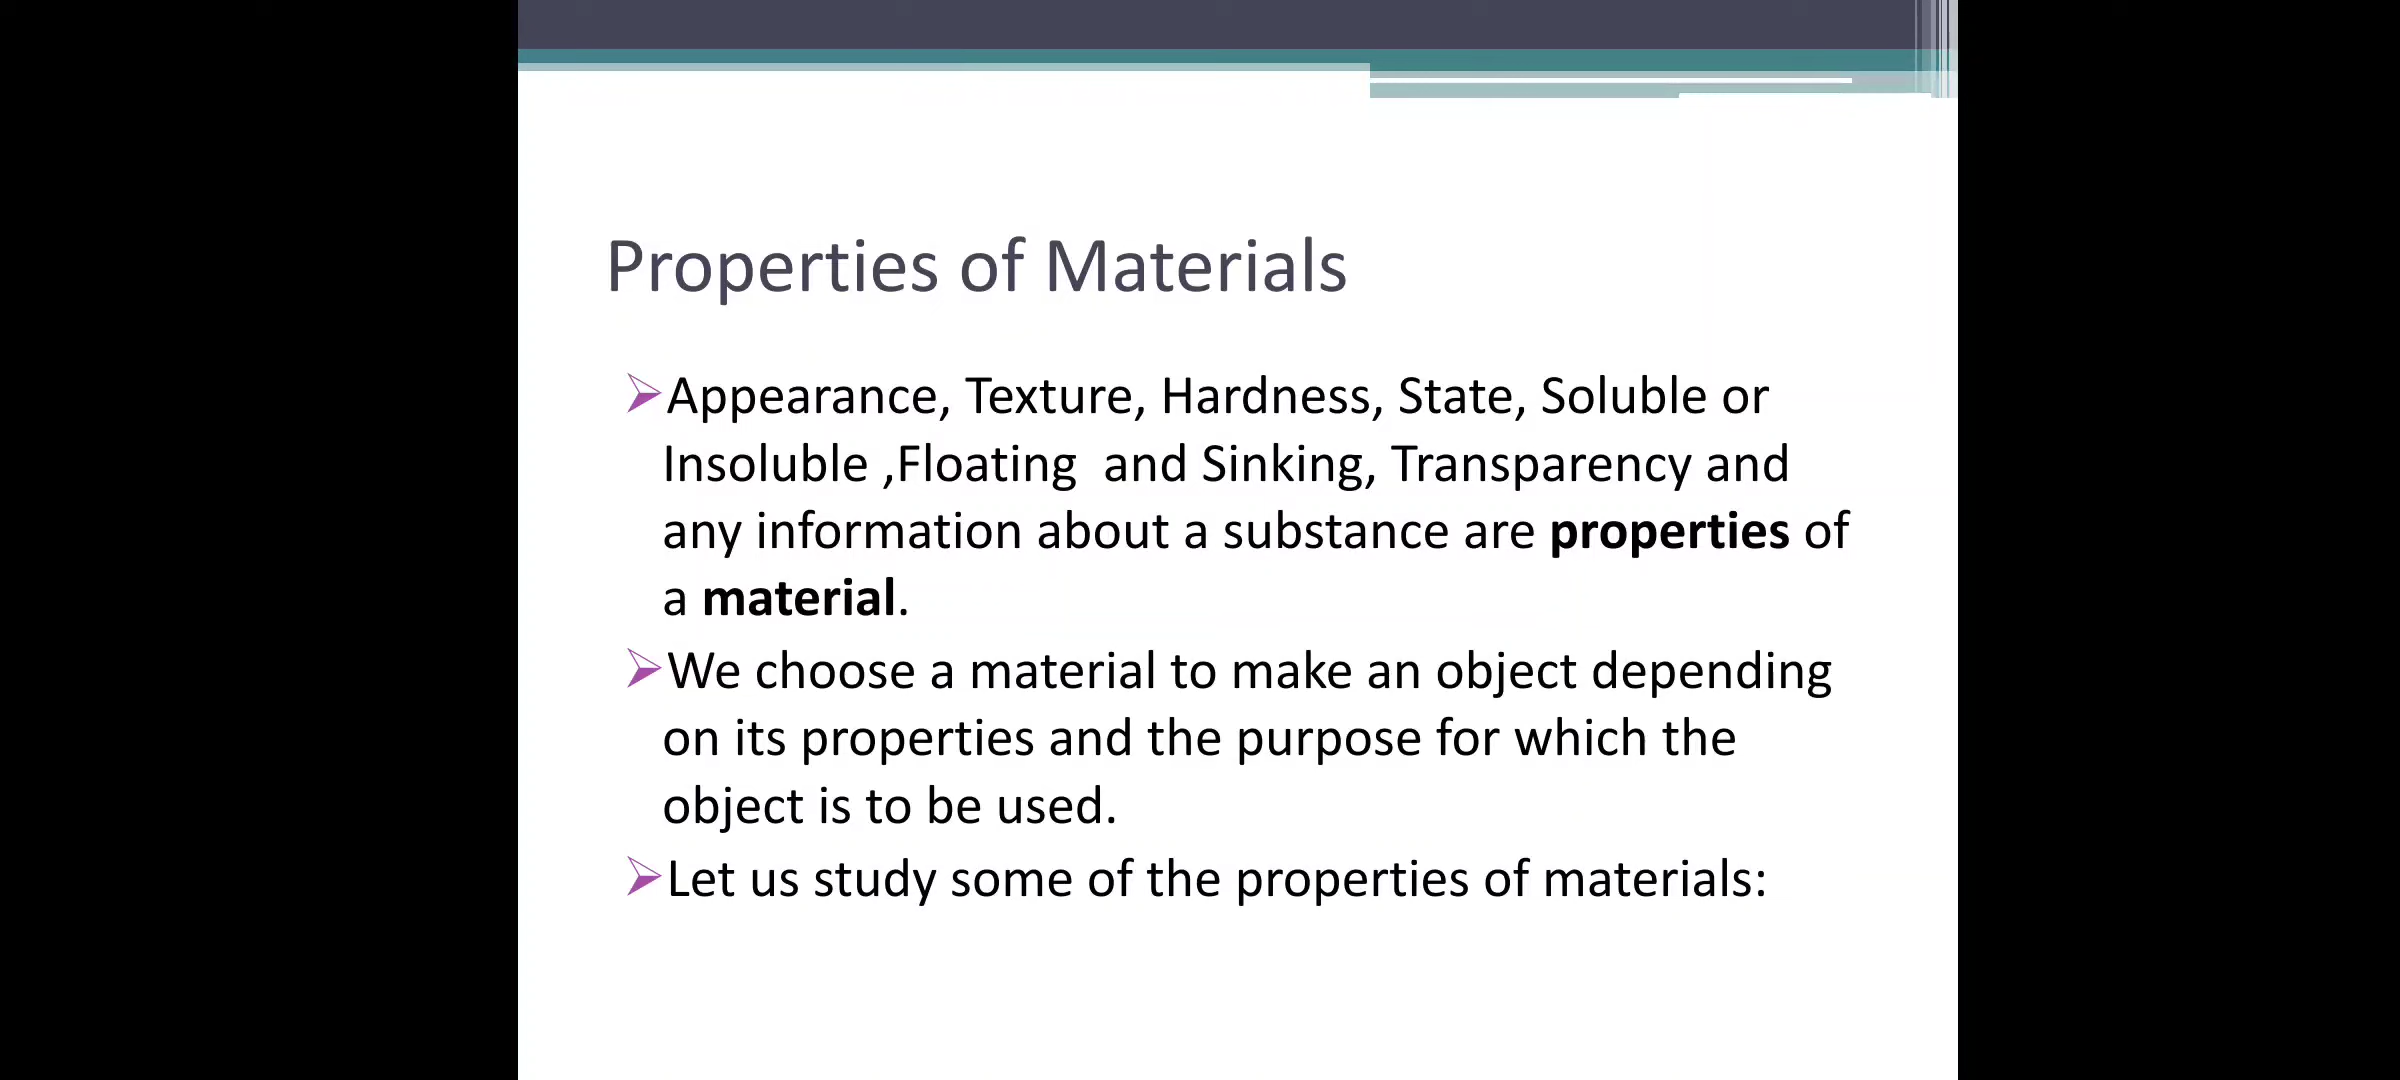 Properties of Materials
➢Appearance, Texture, Hardness, State, Soluble or
Insoluble ,Floating  and Sinking, Transparency and
any information about a substance are properties of
a material.
➢We choose a material to make an object depending
on its properties and the purpose for which the
object is to be used.
➢Let us study some of the properties of materials: